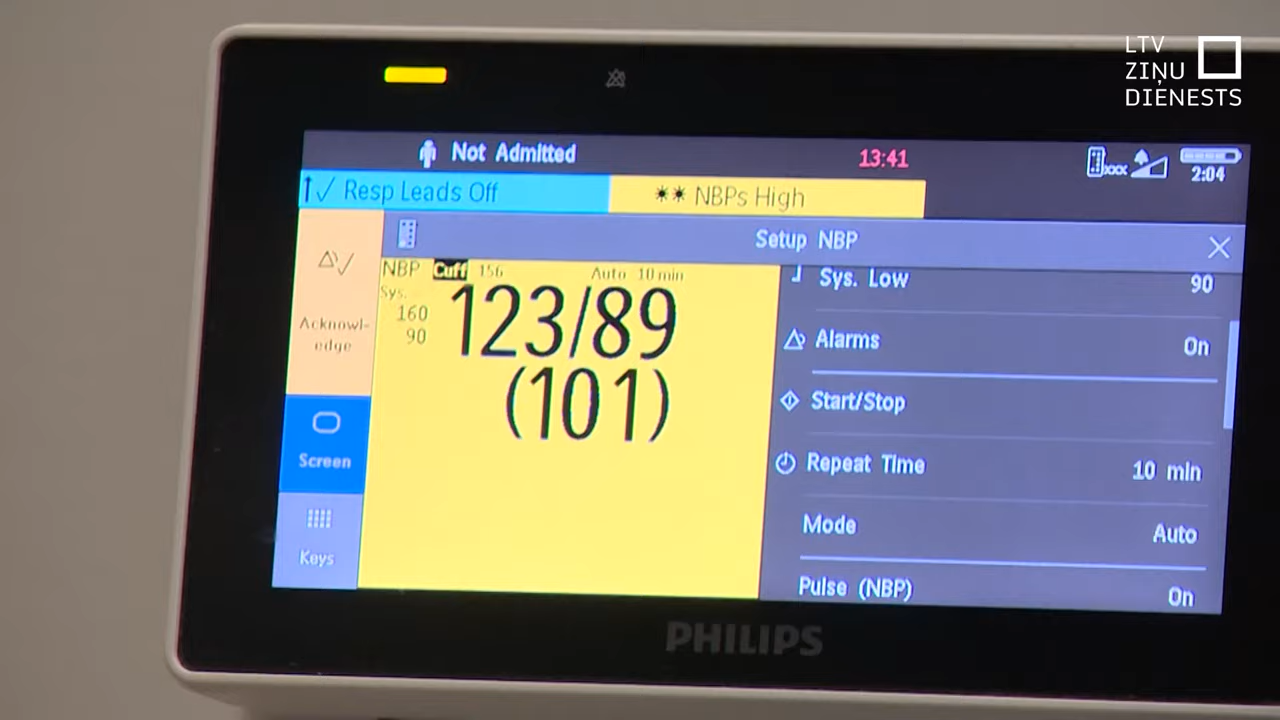 LTV
ZIŅU
DIENESTS
Not Admitted
13:41
xxx
2:04
Resp Leads Off
** NBPs High
Setup NBP
Acknowl-
edge
Screen
Keys
NBP Cuff 156 Auto 10 min
Sys.
160
90
123/89
(101)
Sys. Low 90
Alarms On
Start/Stop
Repeat Time 10 min
Mode Auto
Pulse (NBP) On
PHILIPS